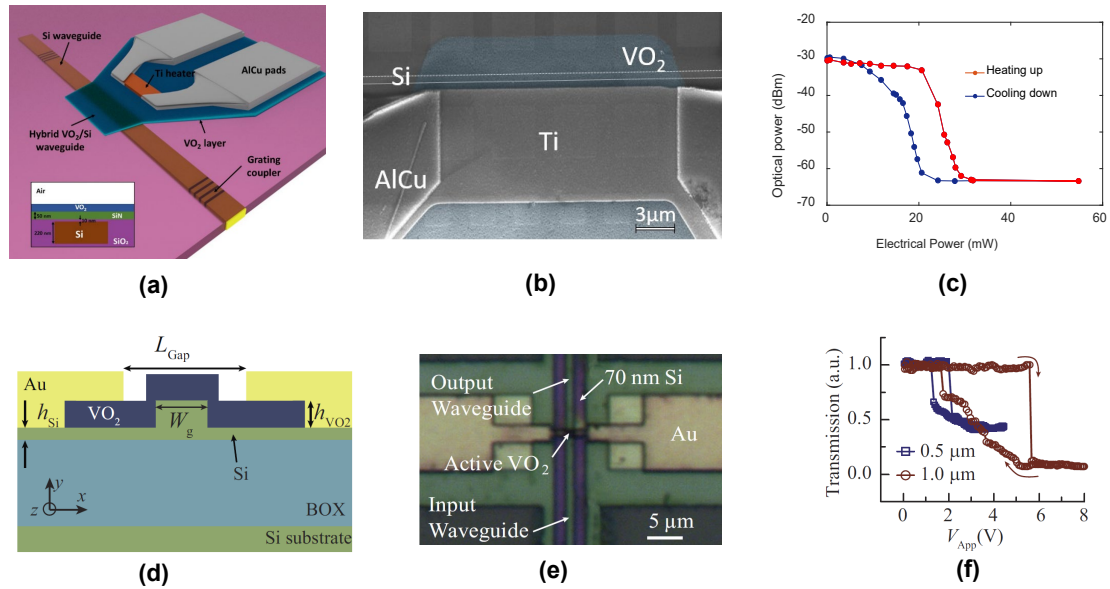 Si waveguide
Ti heater
AlCu pads
Hybrid VO2/Si
waveguide
VO2 layer
Grating
coupler
Air
VO2
50 nm
SiN
20 nm
220 nm
Si
SiO2
(a)
VO2
Si
Ti
AlCu
3μm
(b)
-20
-30
-40
-50
-60
-70
Optical power (dBm)
Heating up
Cooling down
0
20
40
60
Electrical Power (mW)
(c)
LGap
Au
hSi
VO2
Wg
hVO2
Si
y
x
z
BOX
Si substrate
(d)
Output
Waveguide
70 nm Si
Au
Active VO2
Input
Waveguide
5 μm
(e)
Transmission (a.u.)
1.0
0.5
0.0
0.5 μm
1.0 μm
0
2
4
6
8
VApp(V)
(f)